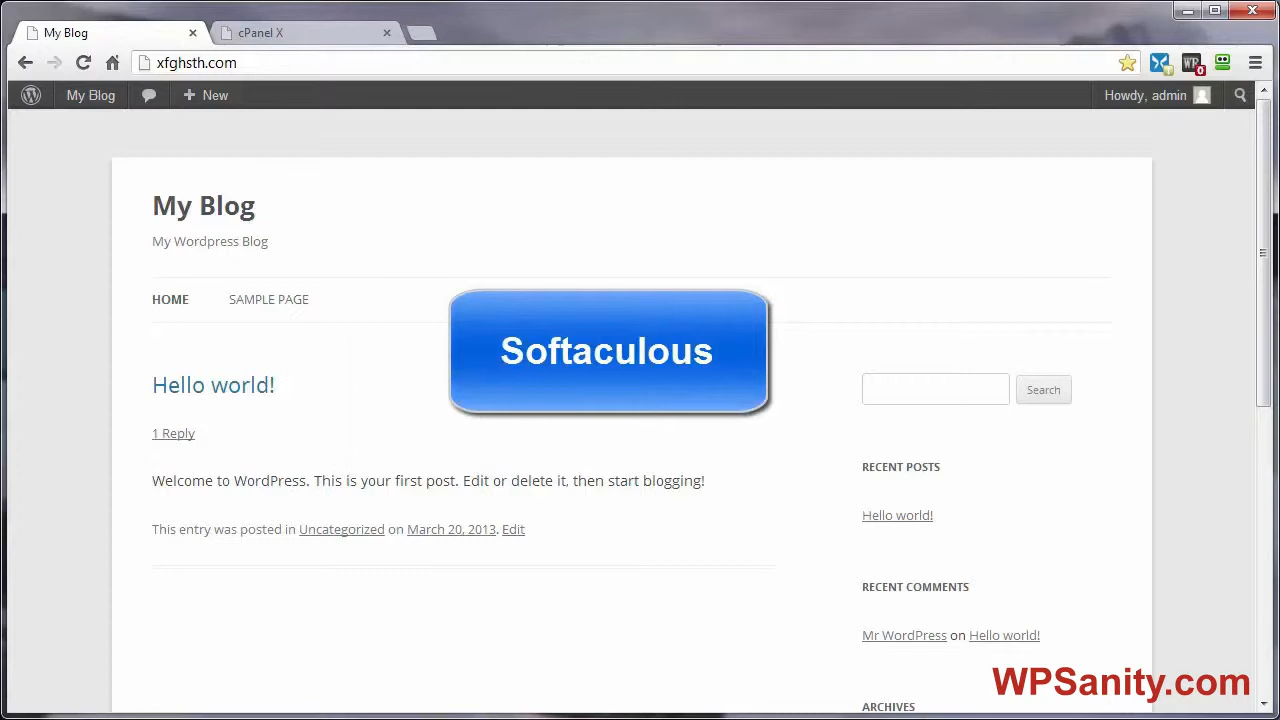 My Blog
cPanel X
xfghsth.com
WP
0
My Blog
New
Howdy, admin
My Blog
My Wordpress Blog
HOME
SAMPLE PAGE
Softaculous
Hello world!
Search
1 Reply
RECENT POSTS
Welcome to WordPress. This is your first post. Edit or delete it, then start blogging!
Hello world!
This entry was posted in Uncategorized on March 20, 2013. Edit
RECENT COMMENTS
Mr WordPress on Hello world!
WPSanity.com
ARCHIVES